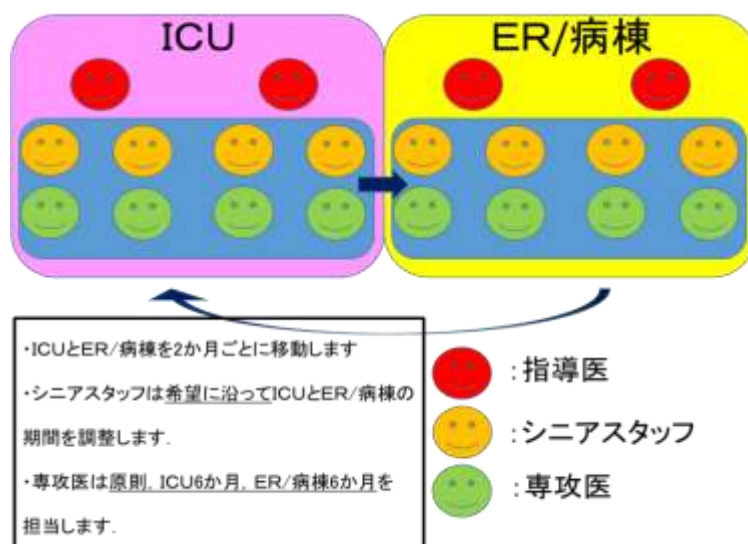 ICU
ER/病棟
・ICUとER/病棟を2か月ごとに移動します
・シニアスタッフは希望に沿ってICUとER/病棟の
期間を調整します.
・専攻医は原則, ICU6か月, ER/病棟6か月を
担当します.
:指導医
:シニアスタッフ
:専攻医